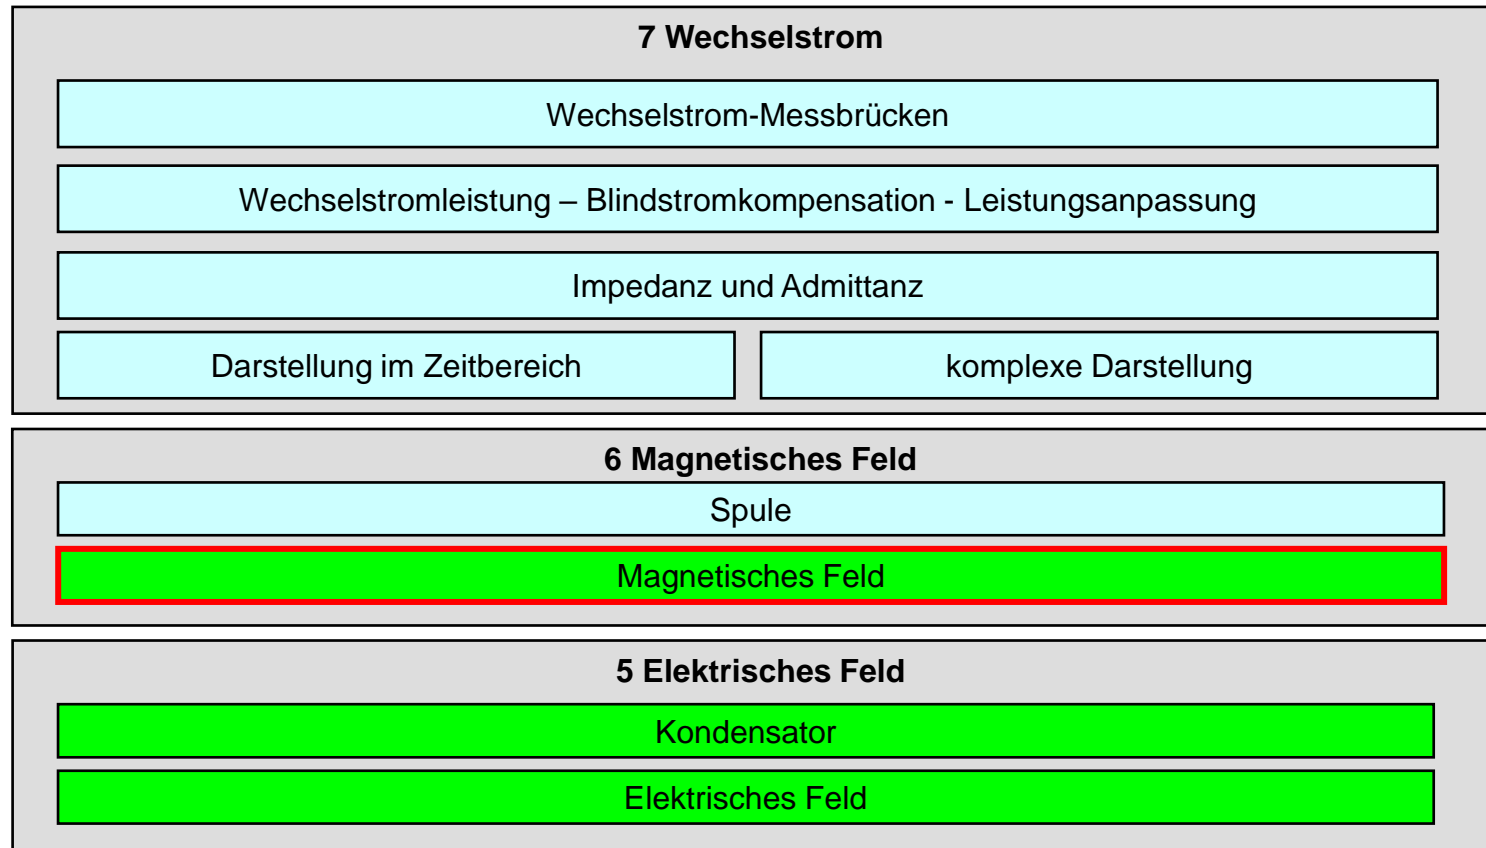 7 Wechselstrom
Wechselstrom-Messbrücken
Wechselstromleistung – Blindstromkompensation - Leistungsanpassung
Impedanz und Admittanz
Darstellung im Zeitbereich
komplexe Darstellung
6 Magnetisches Feld
Spule
Magnetisches Feld
5 Elektrisches Feld
Kondensator
Elektrisches Feld